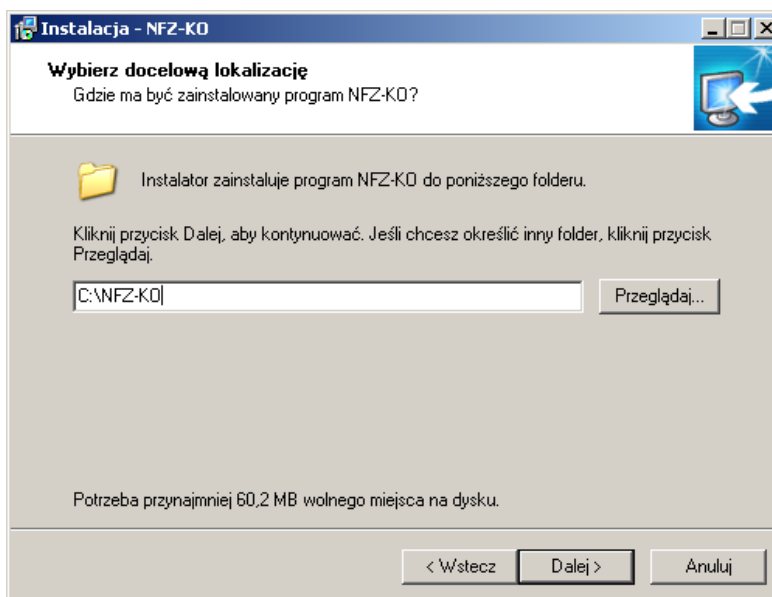 Instalacja - NFZ-KO
Wybierz docelową lokalizację
Gdzie ma być zainstalowany program NFZ-KO?
Instalator zainstaluje program NFZ-KO do poniższego folderu.
Kliknij przycisk Dalej, aby kontynuować. Jeśli chcesz określić inny folder, kliknij przycisk
Przeglądaj.
C:\NFZ-KO
Przeglądaj...
Potrzeba przynajmniej 60,2 MB wolnego miejsca na dysku.
< Wstecz
Dalej >
Anuluj